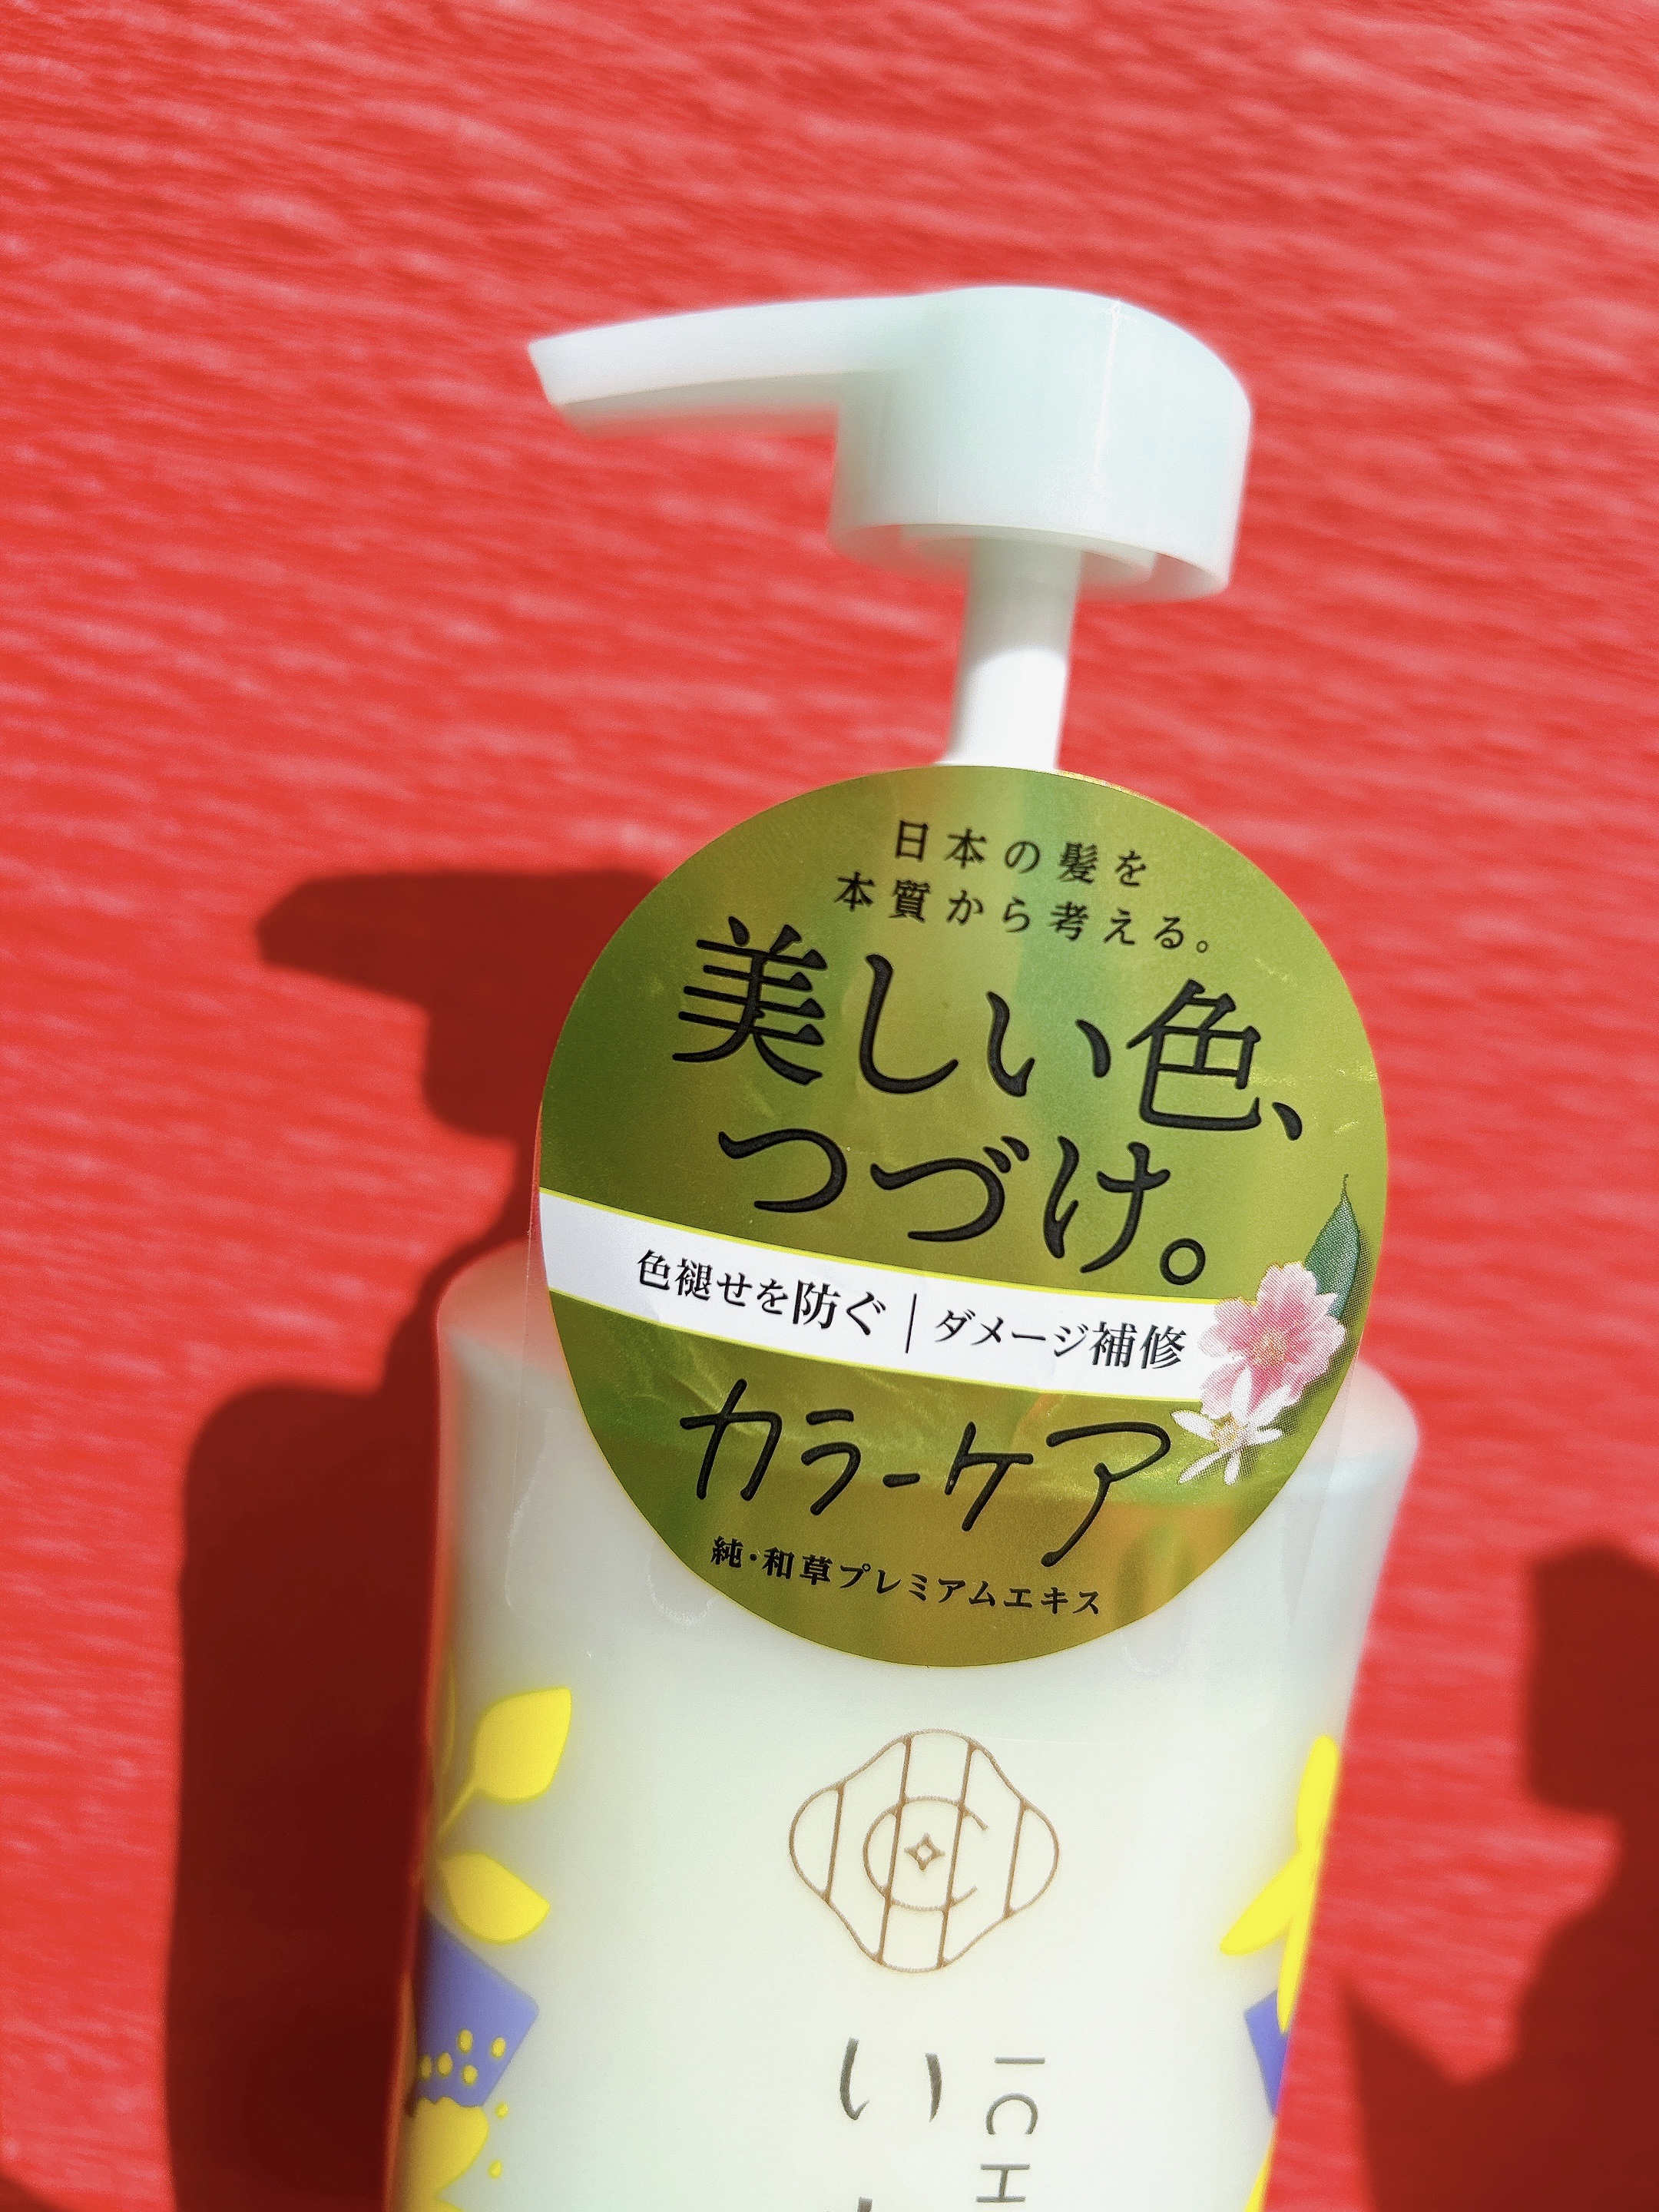 日本の髪を
本質から考える。
美しい色、
つづけ。
色褪せを防ぐ｜ダメージ補修
カラーケア
純・和草プレミアムエキス
い
ICH